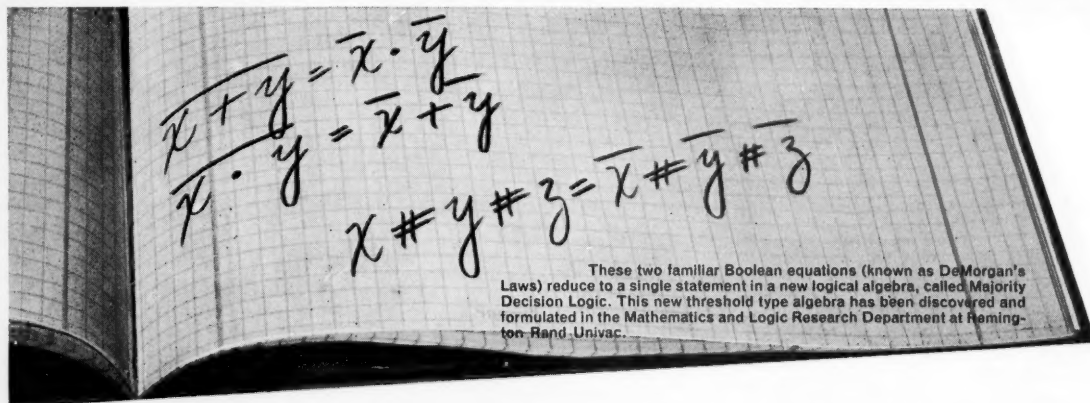 x̅ ̅+̅ ̅y̅ = x̅ · y̅
x̅ ̅·̅ ̅y̅ = x̅ + y̅
x # y # z = x̅ # y̅ # z̅
These two familiar Boolean equations (known as DeMorgan's
Laws) reduce to a single statement in a new logical algebra, called Majority
Decision Logic. This new threshold type algebra has been discovered and
formulated in the Mathematics and Logic Research Department at Reming-
ton Rand Univac.